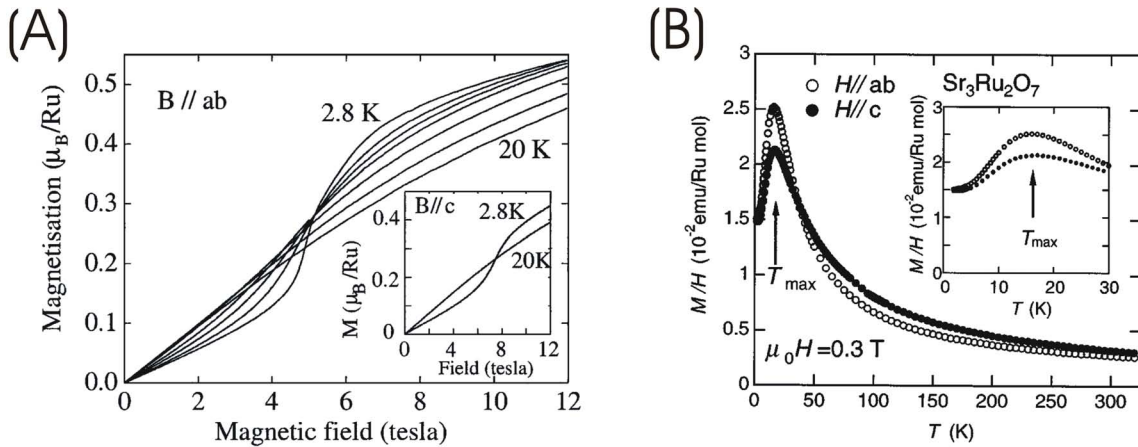 (A)
Magnetisation (μB/Ru)
0.5
0.4
0.3
0.2
0.1
0.0
B // ab
2.8 K
20 K
B//c
M (μB/Ru)
0.4
0.2
0
2.8K
20K
0 4 8 12
Field (tesla)
0 2 4 6 8 10 12
Magnetic field (tesla)
(B)
M/H (10⁻²emu/Ru mol)
3
2.5
2
1.5
1
0.5
0
H// ab
H// c
Sr₃Ru₂O₇
M/H (10⁻²emu/Ru mol)
3
2
1
0
Tmax
0 10 20 30
T (K)
Tmax
μ₀H=0.3 T
0 50 100 150 200 250 300
T (K)